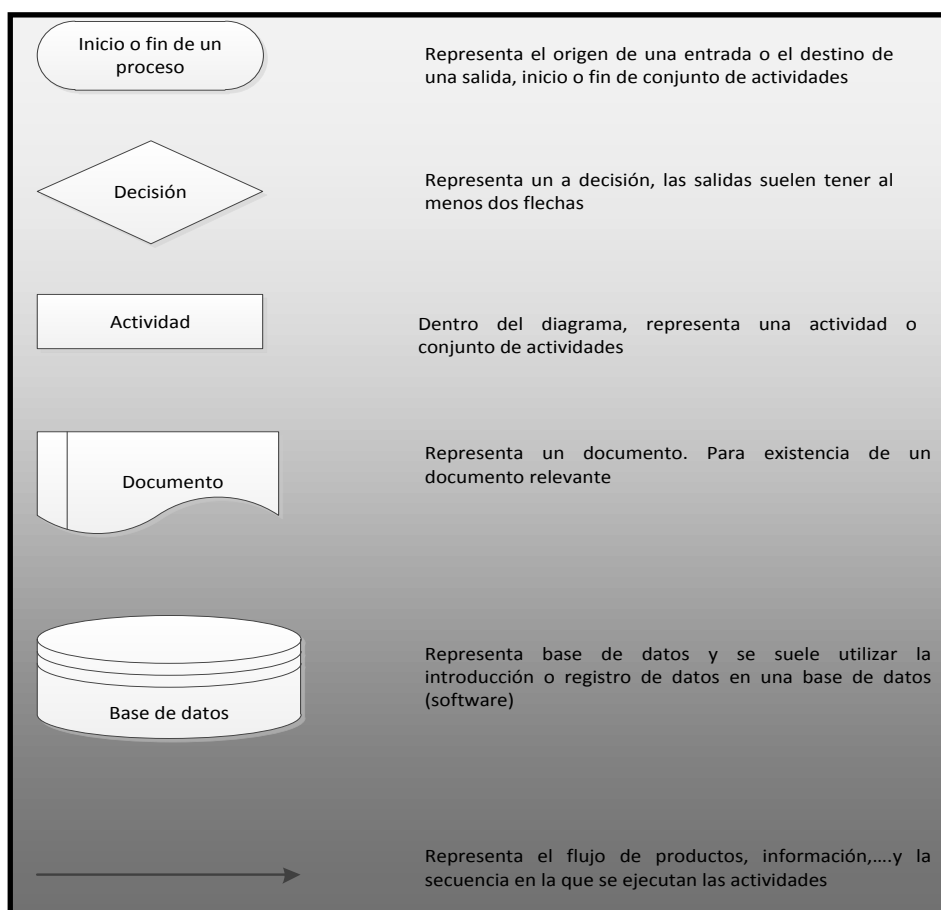 Inicio o fin de un
proceso
Representa el origen de una entrada o el destino de
una salida, inicio o fin de conjunto de actividades
Decisión
Representa un a decisión, las salidas suelen tener al
menos dos flechas
Actividad
Dentro del diagrama, representa una actividad o
conjunto de actividades
Documento
Representa un documento. Para existencia de un
documento relevante
Base de datos
Representa base de datos y se suele utilizar la
introducción o registro de datos en una base de datos
(software)
Representa el flujo de productos, información,....y la
secuencia en la que se ejecutan las actividades